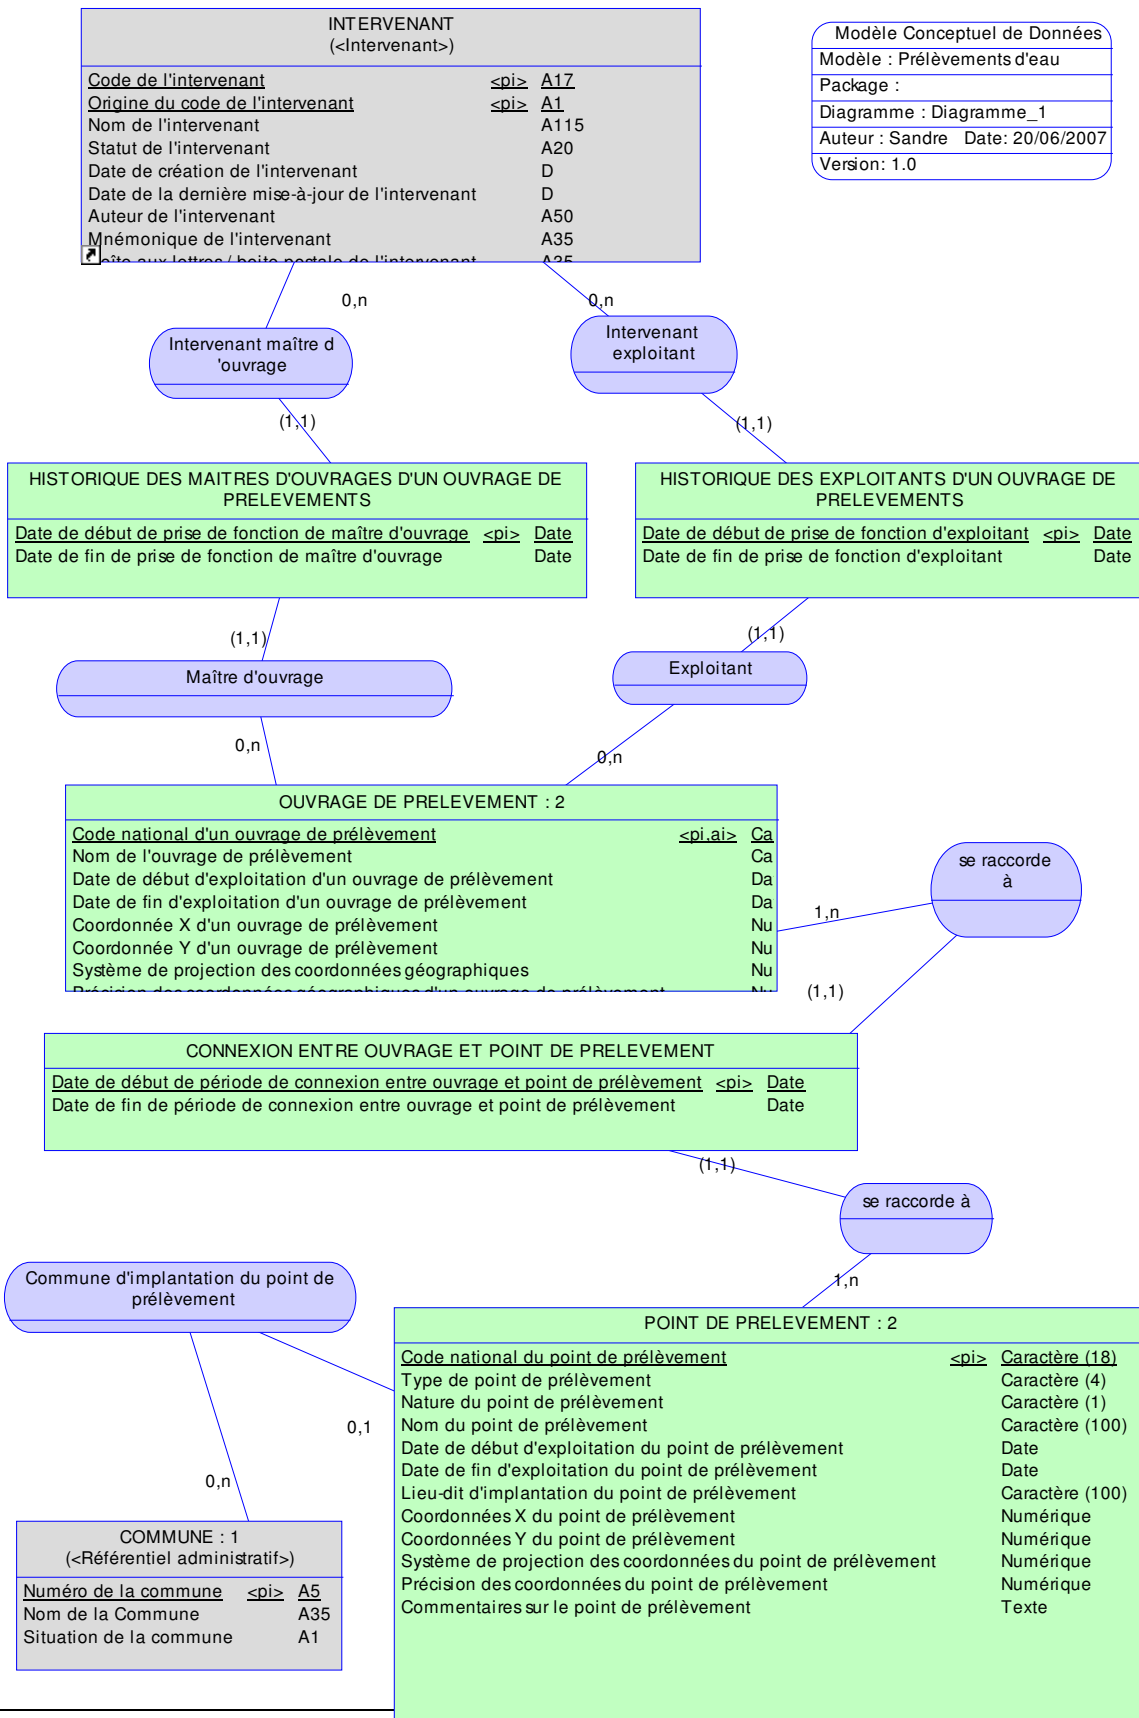 INTERVENANT
(<Intervenant>)
Code de l'intervenant <pi> A17
Origine du code de l'intervenant <pi> A1
Nom de l'intervenant A115
Statut de l'intervenant A20
Date de création de l'intervenant D
Date de la dernière mise-à-jour de l'intervenant D
Auteur de l'intervenant A50
Mnémonique de l'intervenant A35
aux lettres / boite postale de l'intervenant A35
Modèle Conceptuel de Données
Modèle : Prélèvements d'eau
Package :
Diagramme : Diagramme_1
Auteur : Sandre Date: 20/06/2007
Version: 1.0
0,n
0,n
Intervenant maître d
'ouvrage
Intervenant
exploitant
(1,1)
(1,1)
HISTORIQUE DES MAITRES D'OUVRAGES D'UN OUVRAGE DE
PRELEVEMENTS
Date de début de prise de fonction de maître d'ouvrage <pi> Date
Date de fin de prise de fonction de maître d'ouvrage Date
HISTORIQUE DES EXPLOITANTS D'UN OUVRAGE DE
PRELEVEMENTS
Date de début de prise de fonction d'exploitant <pi> Date
Date de fin de prise de fonction d'exploitant Date
(1,1)
(1,1)
Maître d'ouvrage
Exploitant
0,n
0,n
OUVRAGE DE PRELEVEMENT : 2
Code national d'un ouvrage de prélèvement <pi,ai> Ca
Nom de l'ouvrage de prélèvement Ca
Date de début d'exploitation d'un ouvrage de prélèvement Da
Date de fin d'exploitation d'un ouvrage de prélèvement Da
Coordonnée X d'un ouvrage de prélèvement Nu
Coordonnée Y d'un ouvrage de prélèvement Nu
Système de projection des coordonnées géographiques Nu
Précision des coordonnées géographiques d'un ouvrage de prélèvement Nu
se raccorde
à
1,n
(1,1)
CONNEXION ENTRE OUVRAGE ET POINT DE PRELEVEMENT
Date de début de période de connexion entre ouvrage et point de prélèvement <pi> Date
Date de fin de période de connexion entre ouvrage et point de prélèvement Date
(1,1)
se raccorde à
1,n
Commune d'implantation du point de
prélèvement
0,1
0,n
POINT DE PRELEVEMENT : 2
Code national du point de prélèvement <pi> Caractère (18)
Type de point de prélèvement Caractère (4)
Nature du point de prélèvement Caractère (1)
Nom du point de prélèvement Caractère (100)
Date de début d'exploitation du point de prélèvement Date
Date de fin d'exploitation du point de prélèvement Date
Lieu-dit d'implantation du point de prélèvement Caractère (100)
Coordonnées X du point de prélèvement Numérique
Coordonnées Y du point de prélèvement Numérique
Système de projection des coordonnées du point de prélèvement Numérique
Précision des coordonnées du point de prélèvement Numérique
Commentaires sur le point de prélèvement Texte
COMMUNE : 1
(<Référentiel administratif>)
Numéro de la commune <pi> A5
Nom de la Commune A35
Situation de la commune A1